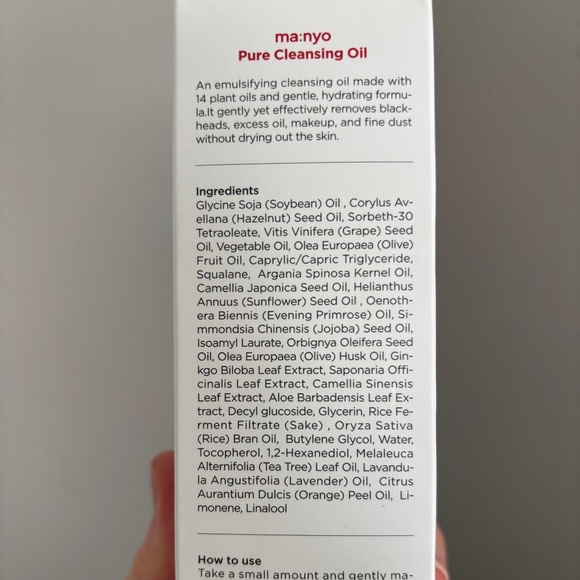 ma:nyo
Pure Cleansing Oil
An emulsifying cleansing oil made with
14 plant oils and gentle, hydrating formu-
la.It gently yet effectively removes black-
heads, excess oil, makeup, and fine dust
without drying out the skin.
Ingredients
Glycine Soja (Soybean) Oil , Corylus Av-
ellana (Hazelnut) Seed Oil, Sorbeth-30
Tetraoleate, Vitis Vinifera (Grape) Seed
Oil, Vegetable Oil, Olea Europaea (Olive)
Fruit Oil, Caprylic/Capric Triglyceride,
Squalane, Argania Spinosa Kernel Oil,
Camellia Japonica Seed Oil, Helianthus
Annuus (Sunflower) Seed Oil , Oenoth-
era Biennis (Evening Primrose) Oil, Si-
mmondsia Chinensis (Jojoba) Seed Oil,
Isoamyl Laurate, Orbignya Oleifera Seed
Oil, Olea Europaea (Olive) Husk Oil, Gin-
kgo Biloba Leaf Extract, Saponaria Offi-
cinalis Leaf Extract, Camellia Sinensis
Leaf Extract, Aloe Barbadensis Leaf Ex-
tract, Decyl glucoside, Glycerin, Rice Fe-
rment Filtrate (Sake) , Oryza Sativa
(Rice) Bran Oil, Butylene Glycol, Water,
Tocopherol, 1,2-Hexanediol, Melaleuca
Alternifolia (Tea Tree) Leaf Oil, Lavandu-
la Angustifolia (Lavender) Oil, Citrus
Aurantium Dulcis (Orange) Peel Oil, Li-
monene, Linalool
How to use
Take a small amount and gently ma-